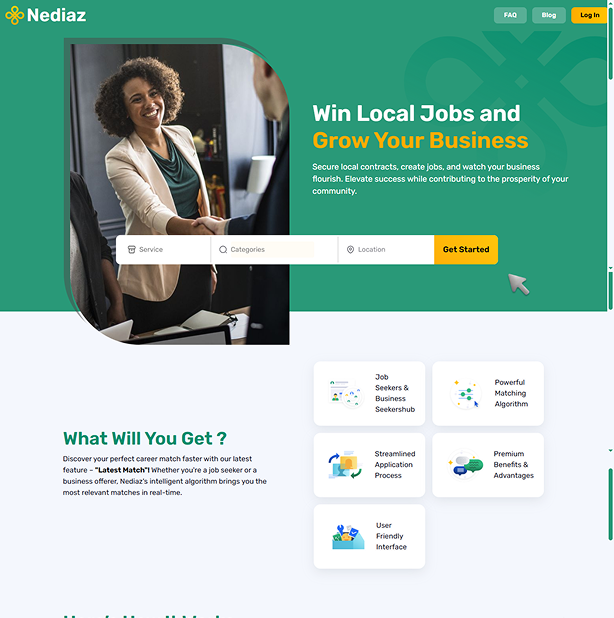 Nediaz
FAQ
Blog
Log In
Win Local Jobs and
Grow Your Business
Secure local contracts, create jobs, and watch your business
flourish. Elevate success while contributing to the prosperity of your
community.
Service
Categories
Location
Get Started
What Will You Get ?
Discover your perfect career match faster with our latest
feature – "Latest Match"! Whether you're a job seeker or a
business offerer, Nediaz's intelligent algorithm brings you the
most relevant matches in real-time.
Job
Seekers &
Business
Seekershub
Powerful
Matching
Algorithm
Streamlined
Application
Process
Premium
Benefits &
Advantages
User
Friendly
Interface